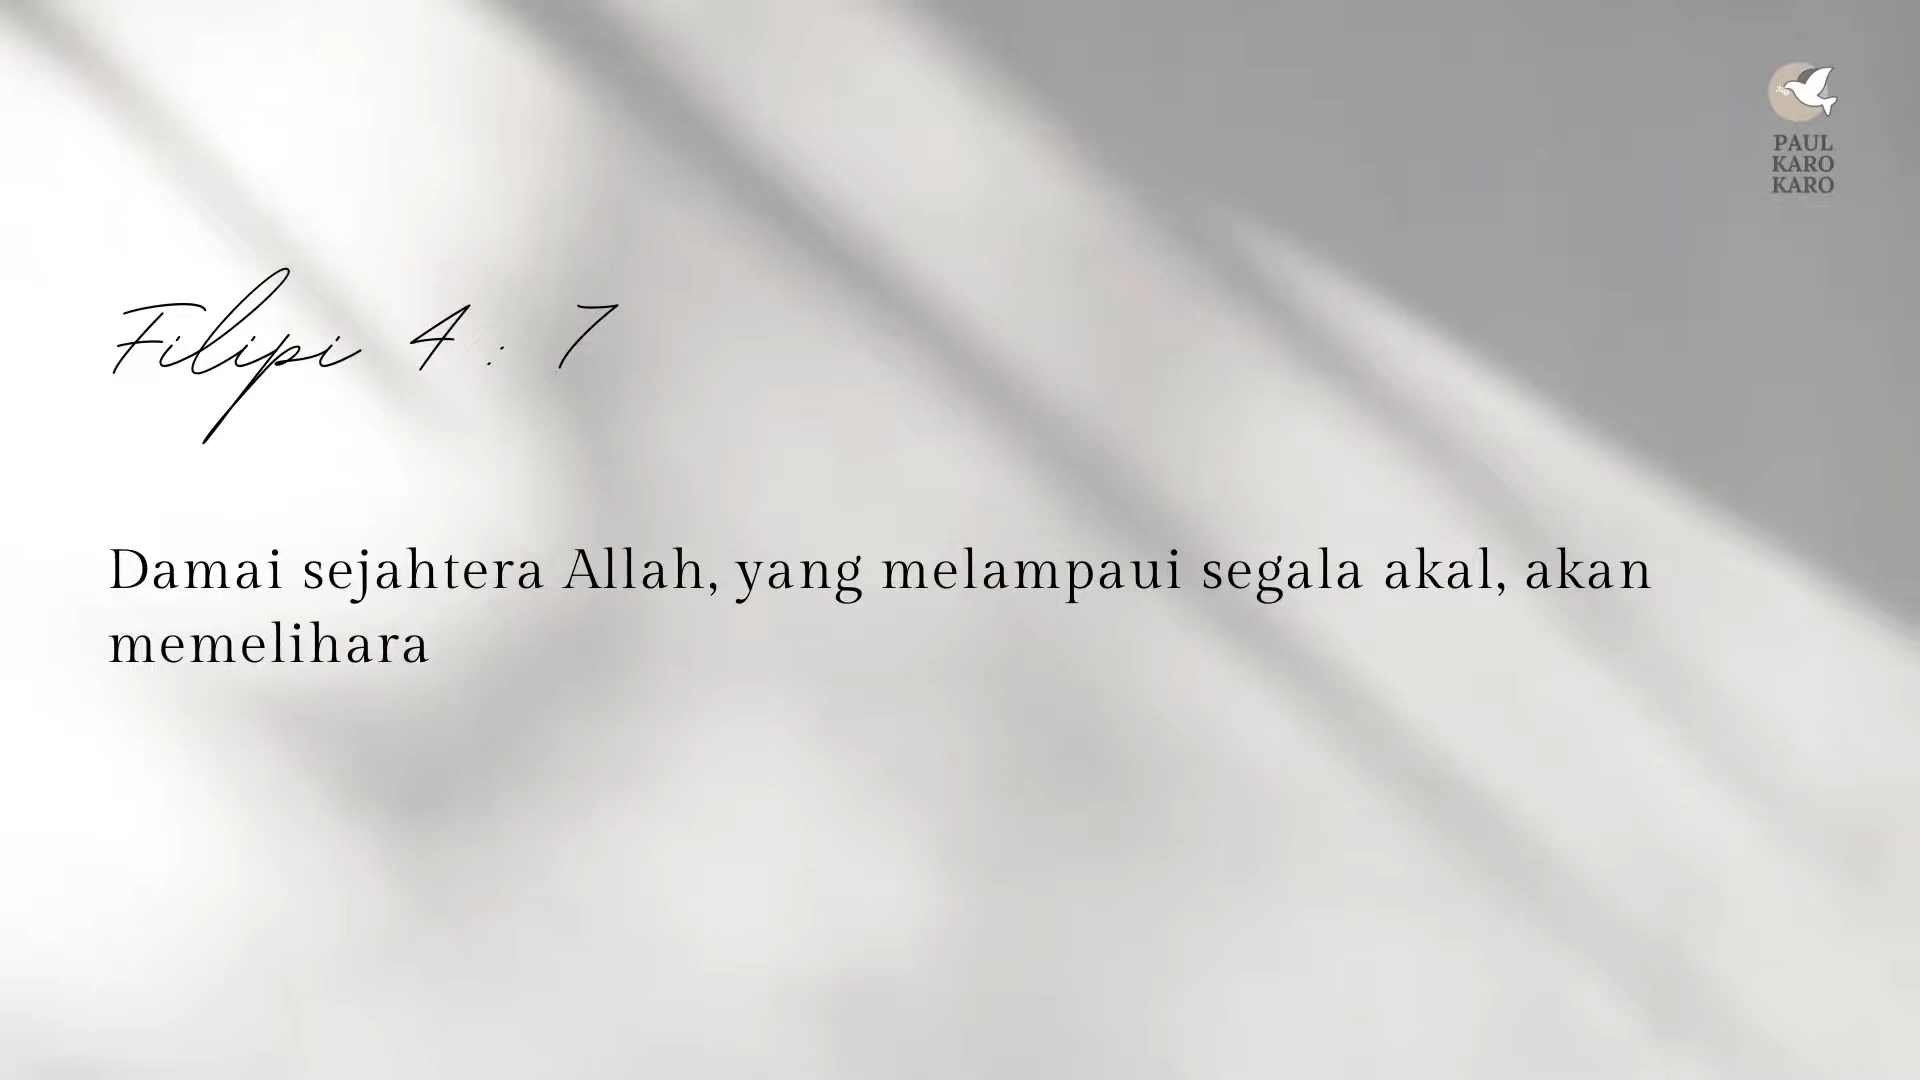 PAUL
KARO
KARO
Filipi 4 : 7
Damai sejahtera Allah, yang melampaui segala akal, akan
memelihara